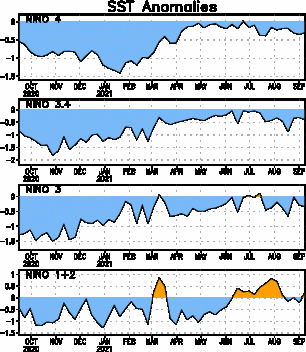 SST Anomalies
NINO 4
0
-0.5
-1
-1.5
OCT NOV DEC JAN FEB MAR APR MAY JUN JUL AUG SEP
2020 2021
NINO 3.4
0
-0.5
-1
-1.5
-2
OCT NOV DEC JAN FEB MAR APR MAY JUN JUL AUG SEP
2020 2021
NINO 3
0
-0.5
-1
-1.5
OCT NOV DEC JAN FEB MAR APR MAY JUN JUL AUG SEP
2020 2021
NINO 1+2
1
0.5
0
-0.5
-1
-1.5
OCT NOV DEC JAN FEB MAR APR MAY JUN JUL AUG SEP
2020 2021